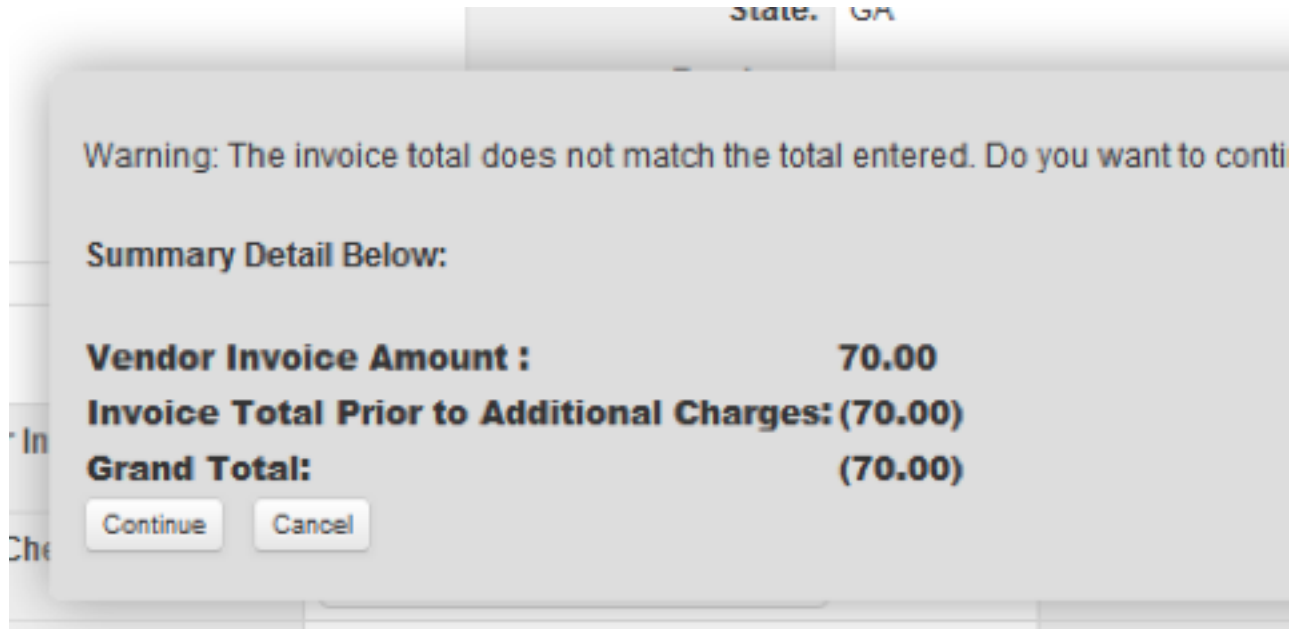 State: GA
Warning: The invoice total does not match the total entered. Do you want to
Summary Detail Below:
Vendor Invoice Amount : 70.00
Invoice Total Prior to Additional Charges: (70.00)
Grand Total: (70.00)
Continue Cancel